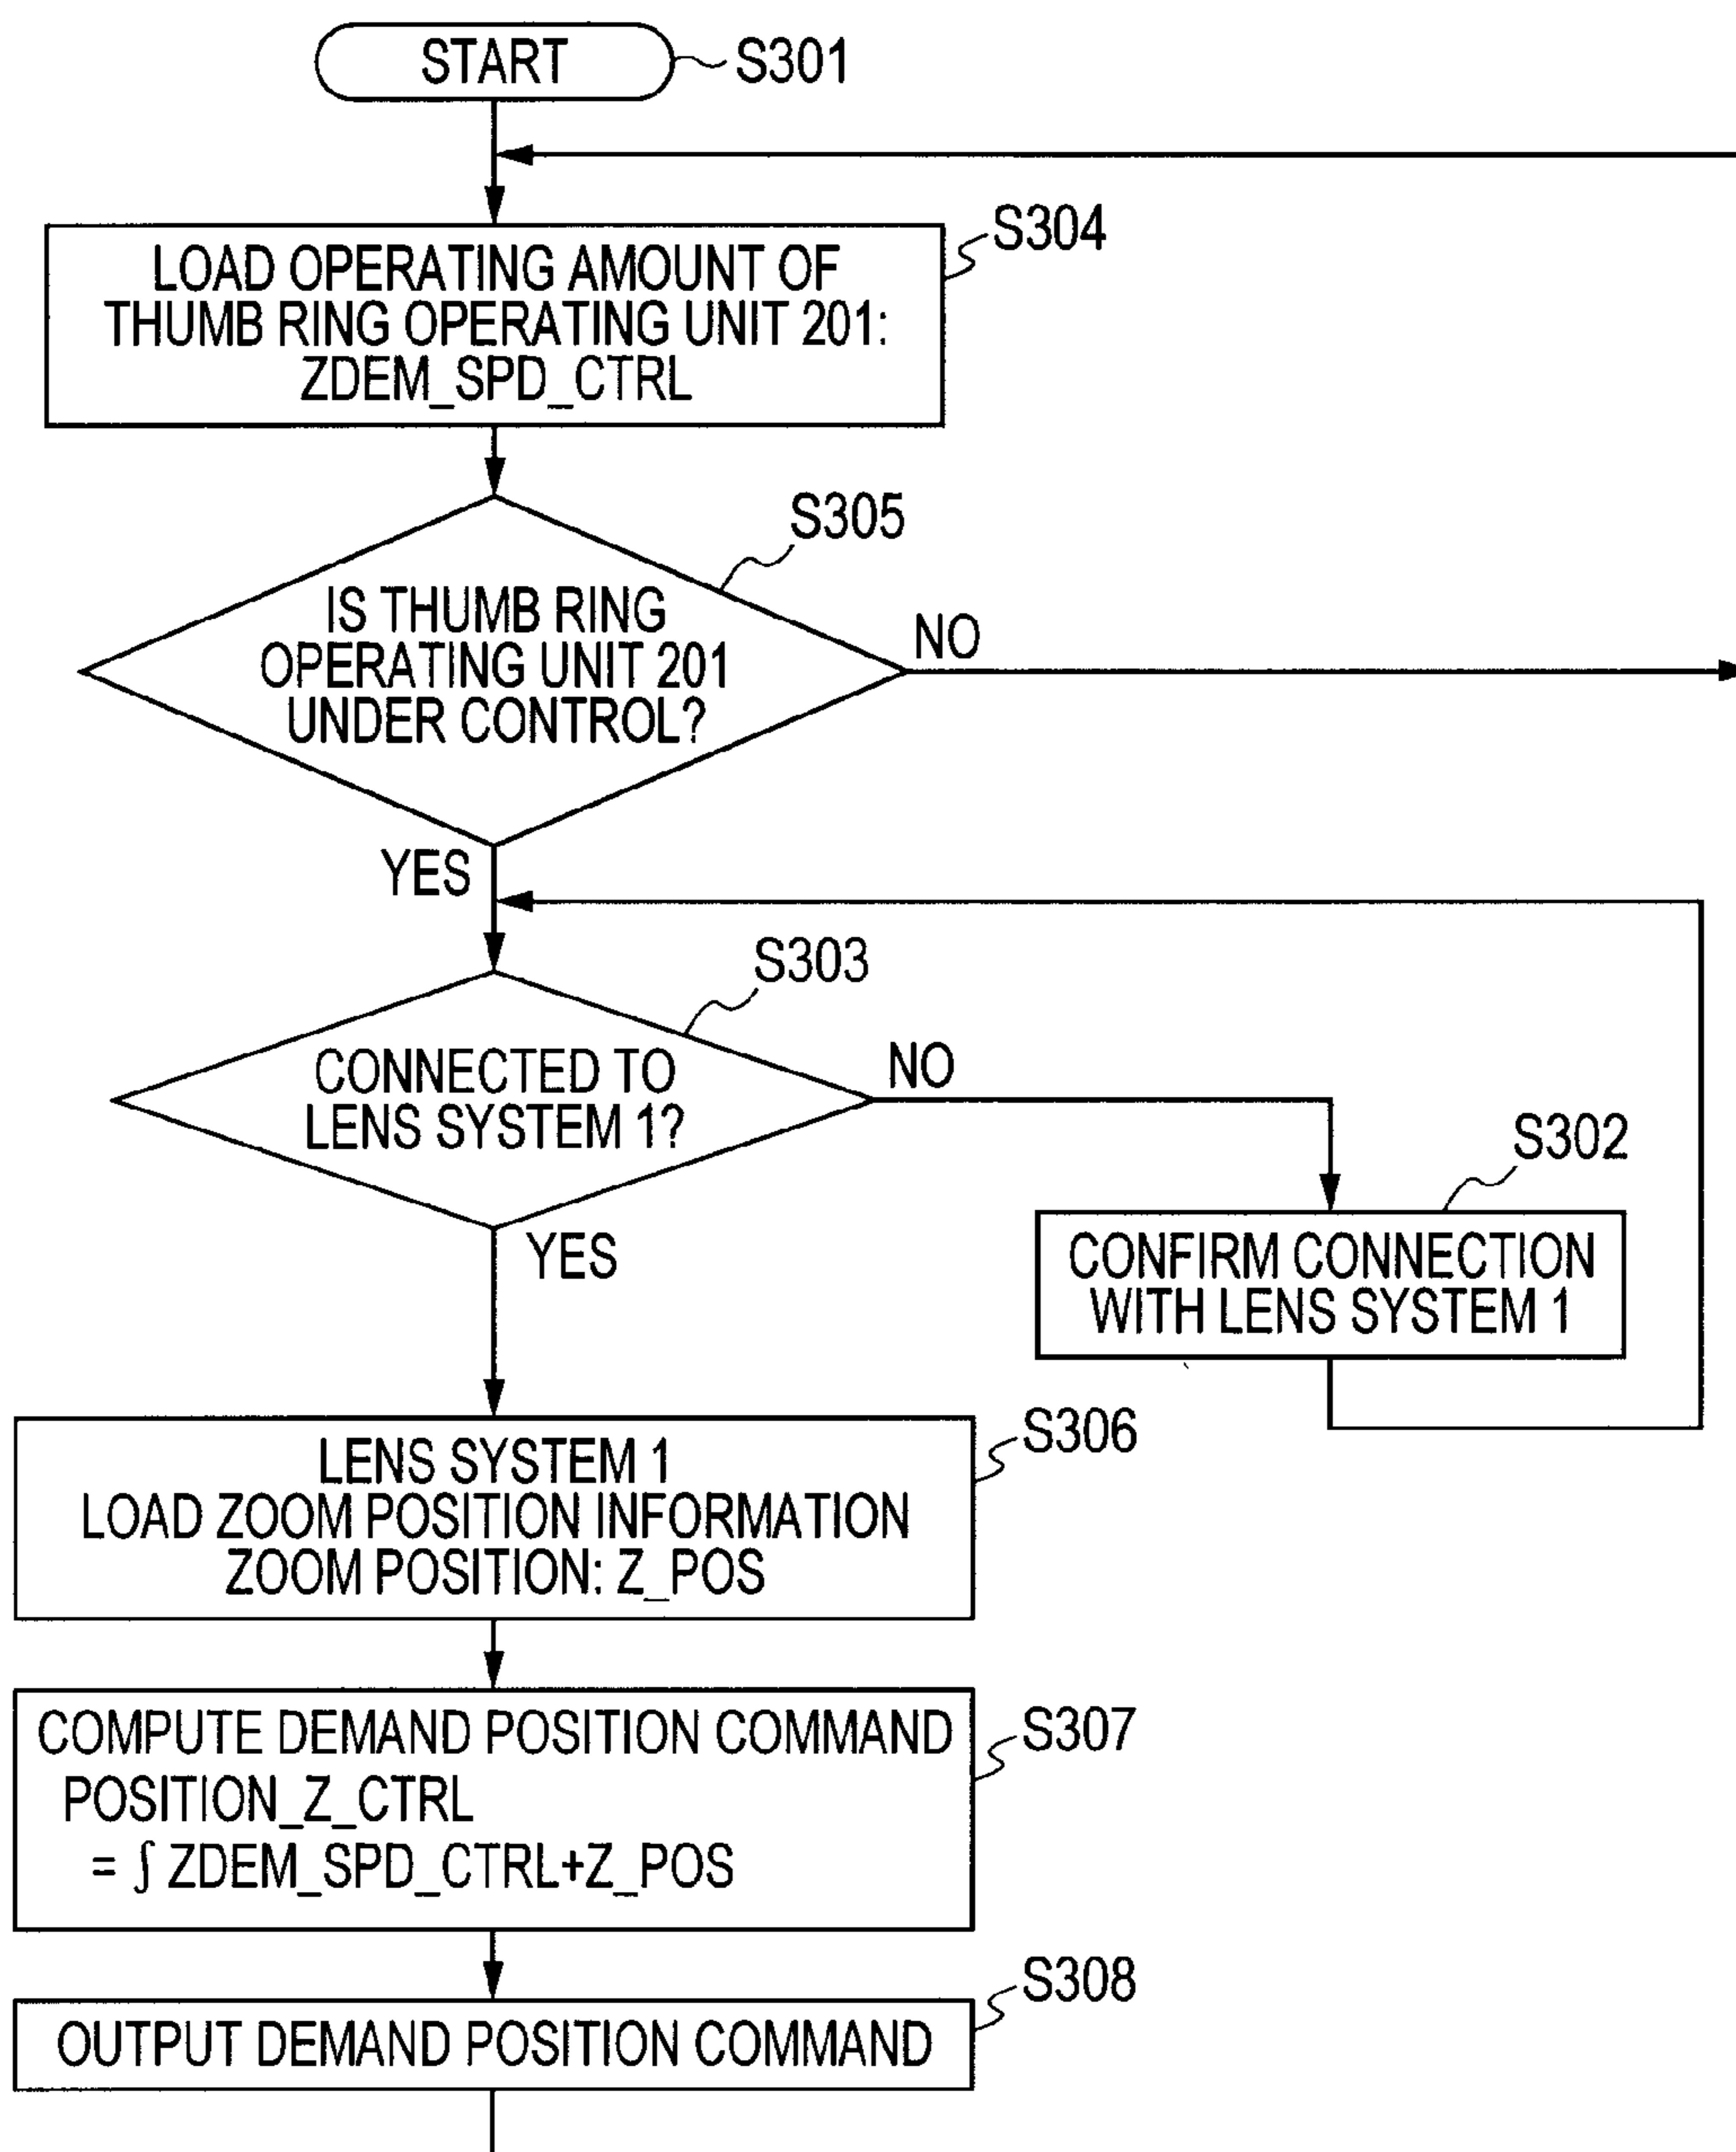 START
S301
S304
LOAD OPERATING AMOUNT OF
THUMB RING OPERATING UNIT 201:
ZDEM_SPD_CTRL
S305
IS THUMB RING
OPERATING UNIT 201
UNDER CONTROL?
NO
YES
S303
CONNECTED TO
LENS SYSTEM 1?
NO
YES
S302
CONFIRM CONNECTION
WITH LENS SYSTEM 1
S306
LENS SYSTEM 1
LOAD ZOOM POSITION INFORMATION
ZOOM POSITION: Z_POS
S307
COMPUTE DEMAND POSITION COMMAND
POSITION_Z_CTRL
= ∫ ZDEM_SPD_CTRL+Z_POS
S308
OUTPUT DEMAND POSITION COMMAND